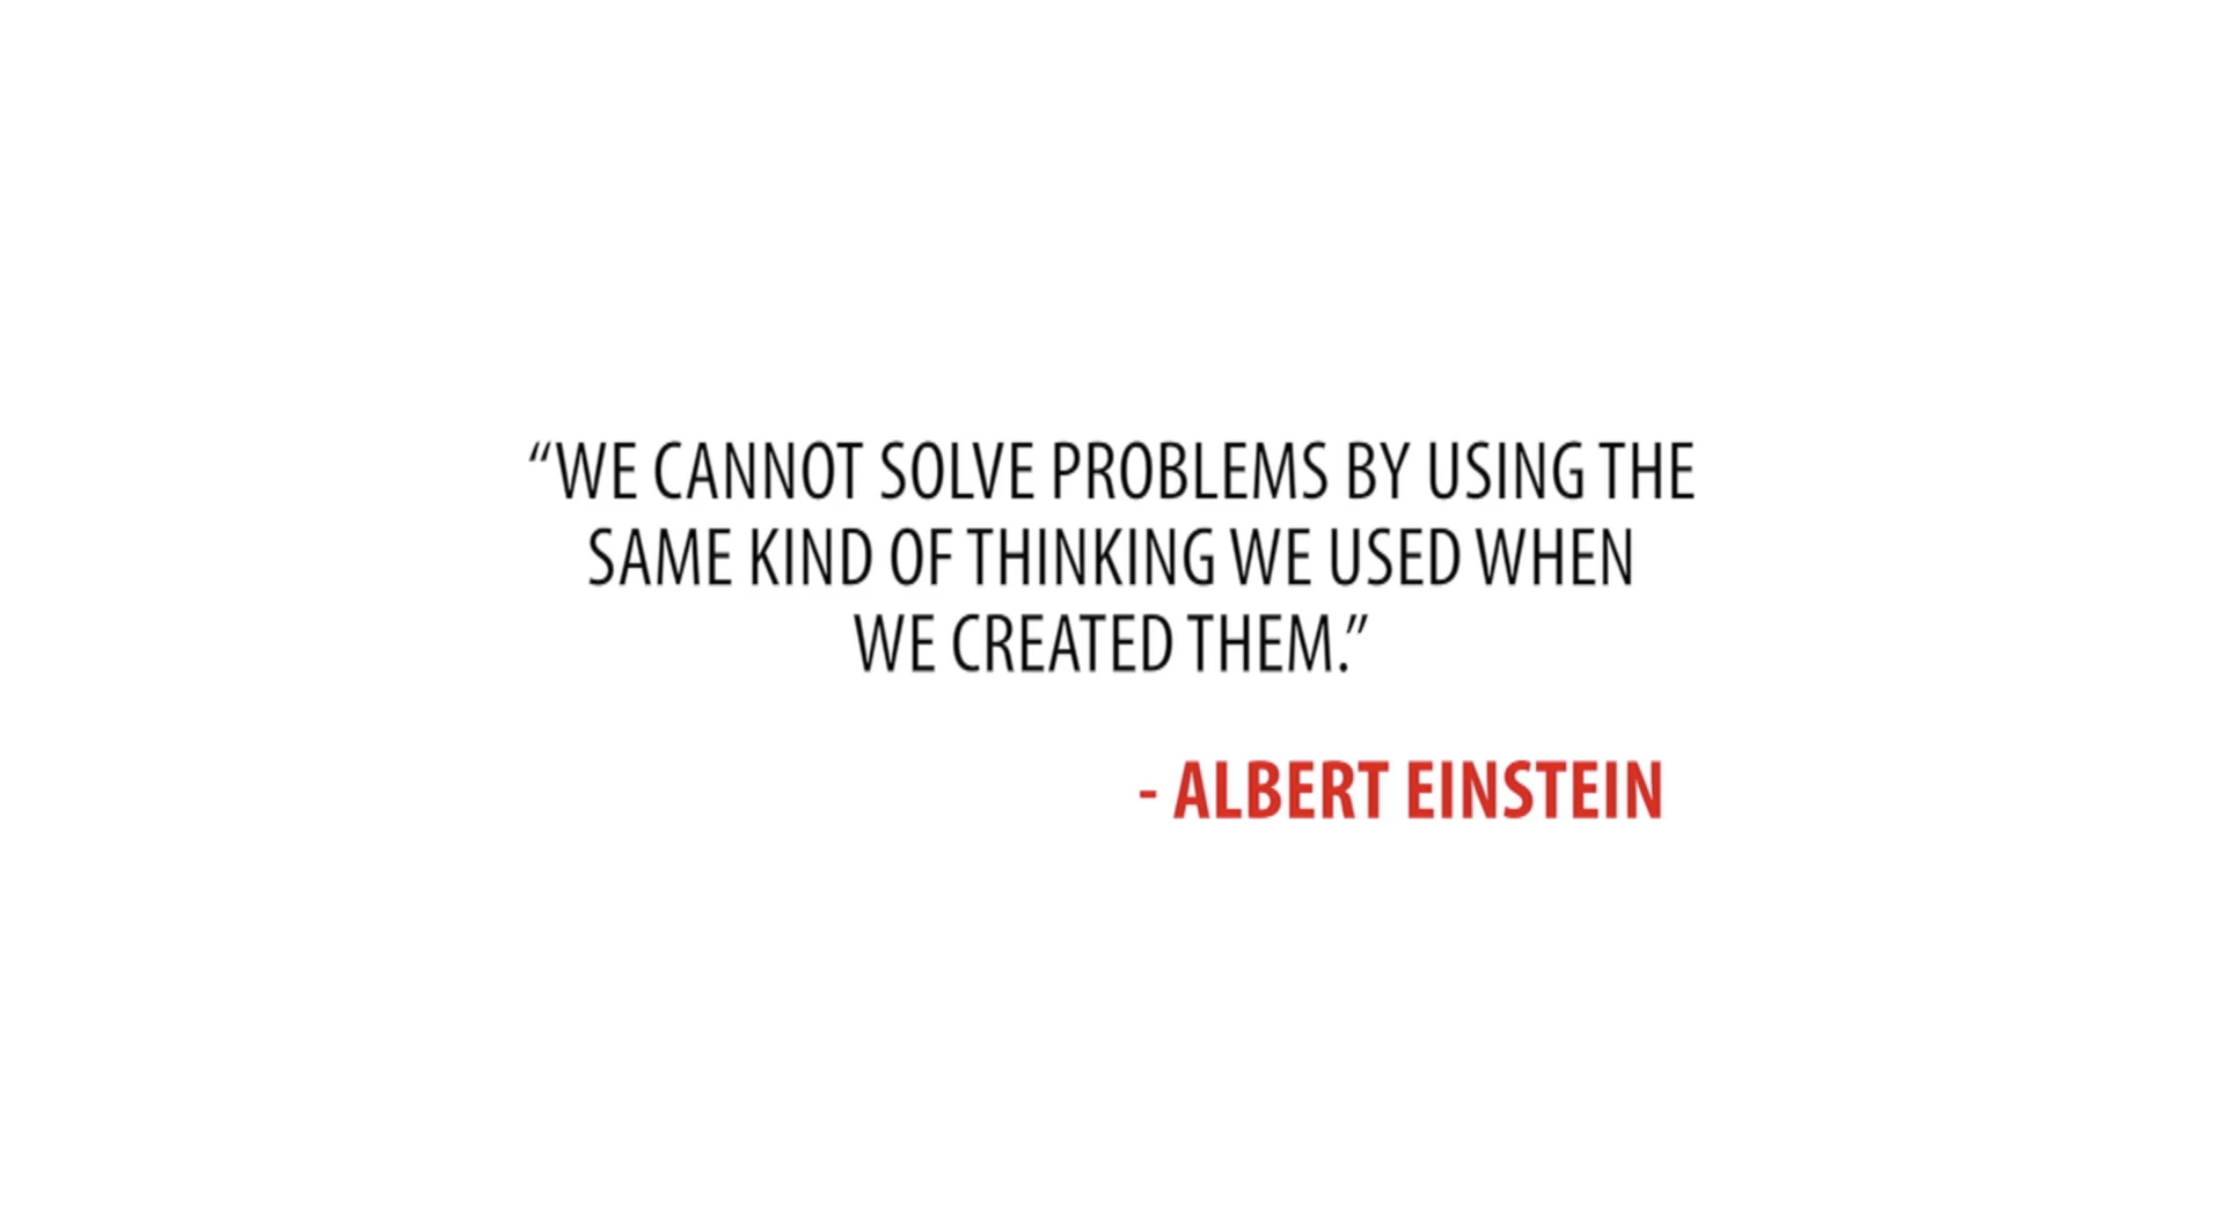 “WE CANNOT SOLVE PROBLEMS BY USING THE
SAME KIND OF THINKING WE USED WHEN
WE CREATED THEM.”
- ALBERT EINSTEIN